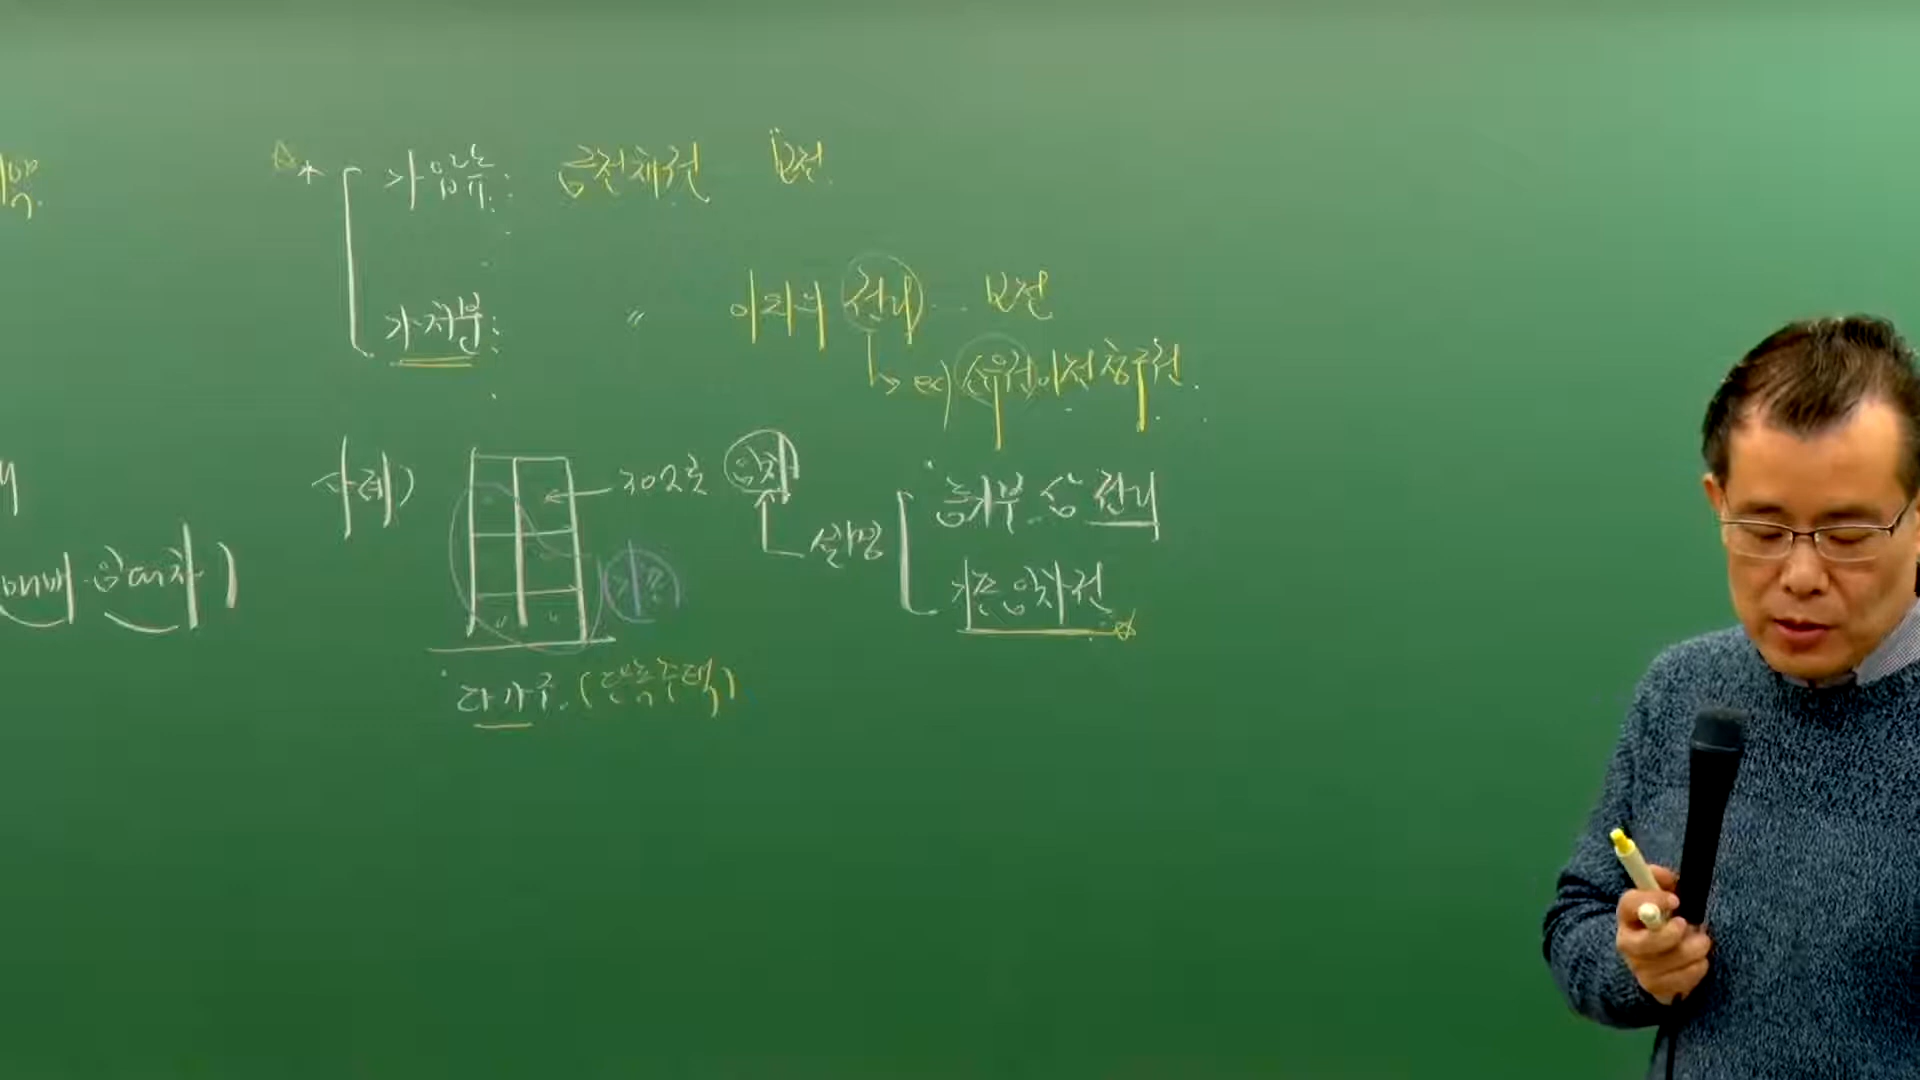 * 가압류 : 금전채권 보전
가처분 : " 이외의 권리 보전
ex) 소유권이전청구권
사례) 302호 임차
설명
등기부 中 권리
기존 임차권
매매 임대차)
기존
다가구. (단독주택)